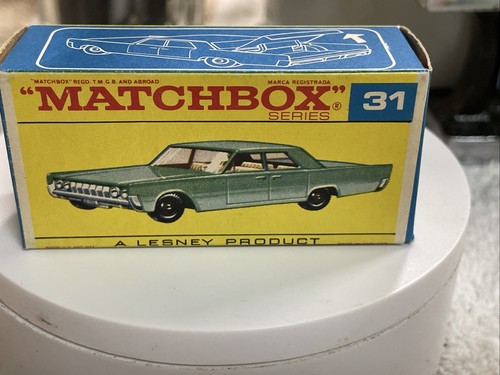 "MATCHBOX" REGD. T.M. G.B. AND ABROAD MARCA REGISTRADA
"MATCHBOX"® 31
SERIES
A LESNEY PRODUCT